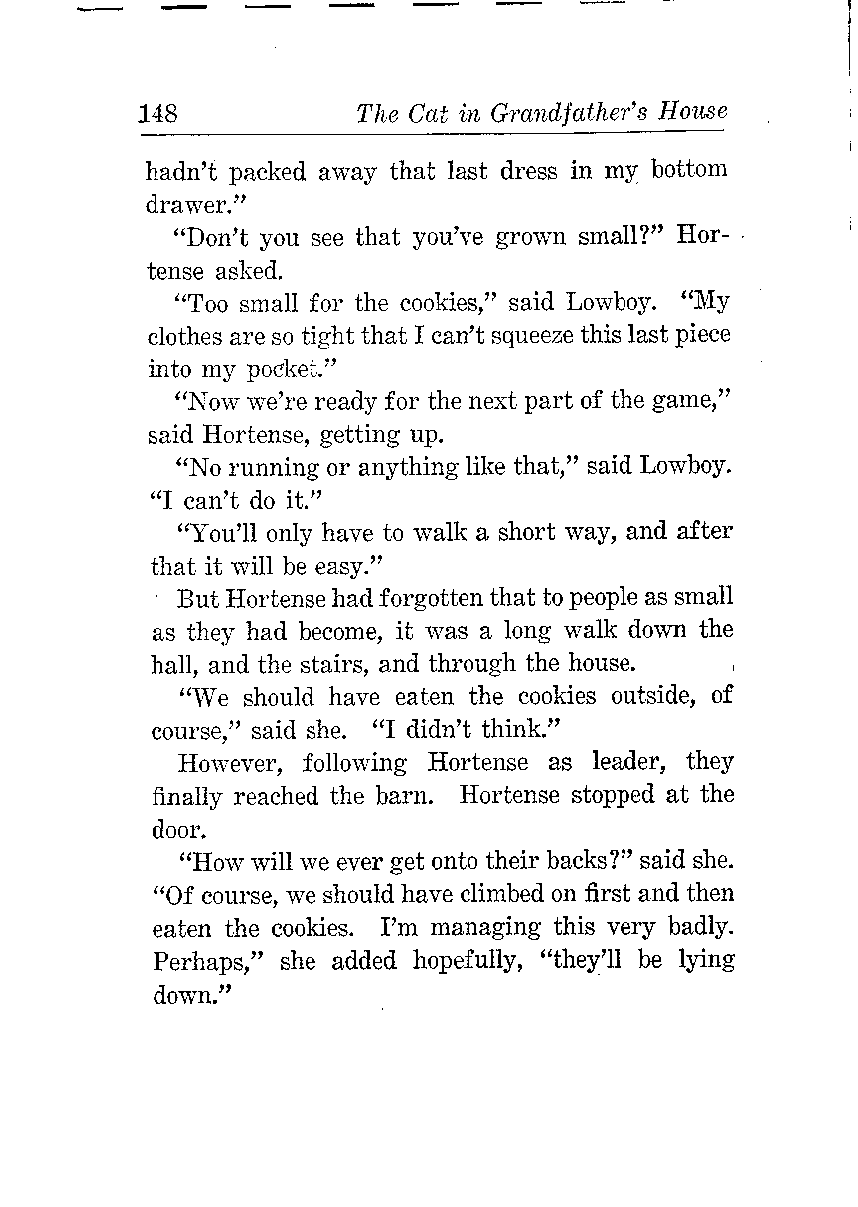 148 The Cat in Grandfather's House
hadn't packed away that last dress in my bottom
drawer."
"Don't you see that you've grown small?" Hor-
tense asked.
"Too small for the cookies," said Lowboy. "My
clothes are so tight that I can't squeeze this last piece
into my pocket."
"Now we're ready for the next part of the game,"
said Hortense, getting up.
"No running or anything like that," said Lowboy.
"I can't do it."
"You'll only have to walk a short way, and after
that it will be easy."
But Hortense had forgotten that to people as small
as they had become, it was a long walk down the
hall, and the stairs, and through the house.
"We should have eaten the cookies outside, of
course," said she. "I didn't think."
However, following Hortense as leader, they
finally reached the barn. Hortense stopped at the
door.
"How will we ever get onto their backs?" said she.
"Of course, we should have climbed on first and then
eaten the cookies. I'm managing this very badly.
Perhaps," she added hopefully, "they'll be lying
down."